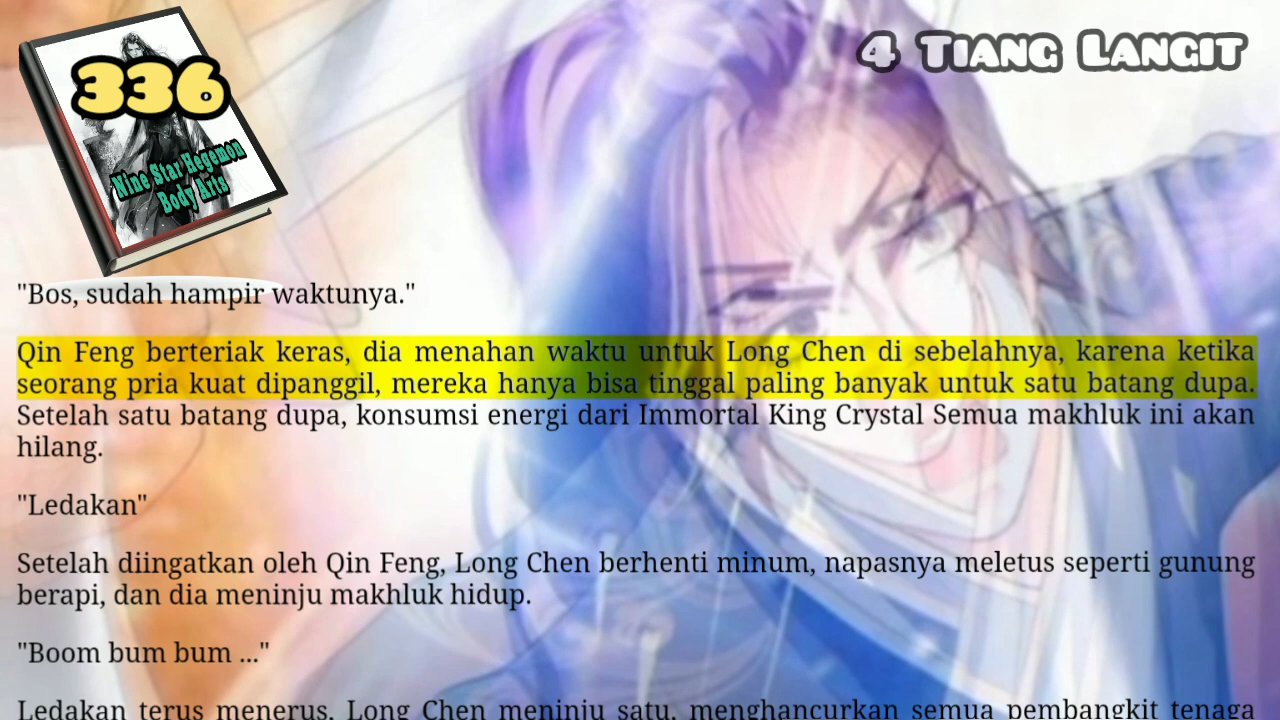 336
4 Tiang Langit
Nine Star Hegemon
Body Arts
"Bos, sudah hampir waktunya."
Qin Feng berteriak keras, dia menahan waktu untuk Long Chen di sebelahnya, karena ketika
seorang pria kuat dipanggil, mereka hanya bisa tinggal paling banyak untuk satu batang dupa.
Setelah satu batang dupa, konsumsi energi dari Immortal King Crystal Semua makhluk ini akan
hilang.
"Ledakan"
Setelah diingatkan oleh Qin Feng, Long Chen berhenti minum, napasnya meletus seperti gunung
berapi, dan dia meninju makhluk hidup.
"Boom bum bum ..."
Ledakan terus menerus, Long Chen meninju satu, menghancurkan semua pembangkit tenaga